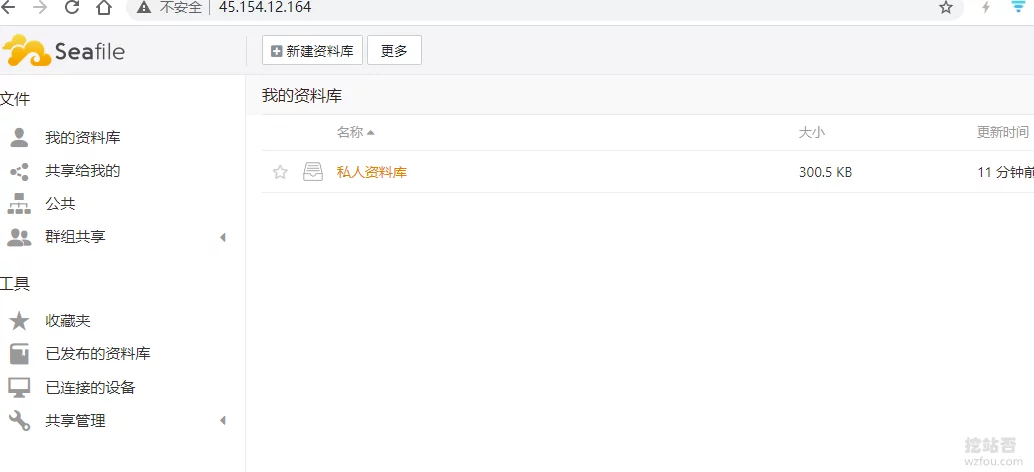 不安全 45.154.12.164
Seafile
新建资料库 更多
文件
我的资料库
共享给我的
公共
群组共享
工具
收藏夹
已发布的资料库
已连接的设备
共享管理
我的资料库
名称 大小 更新时间
私人资料库 300.5 KB 11 分钟前
挖站否
wzfou.com